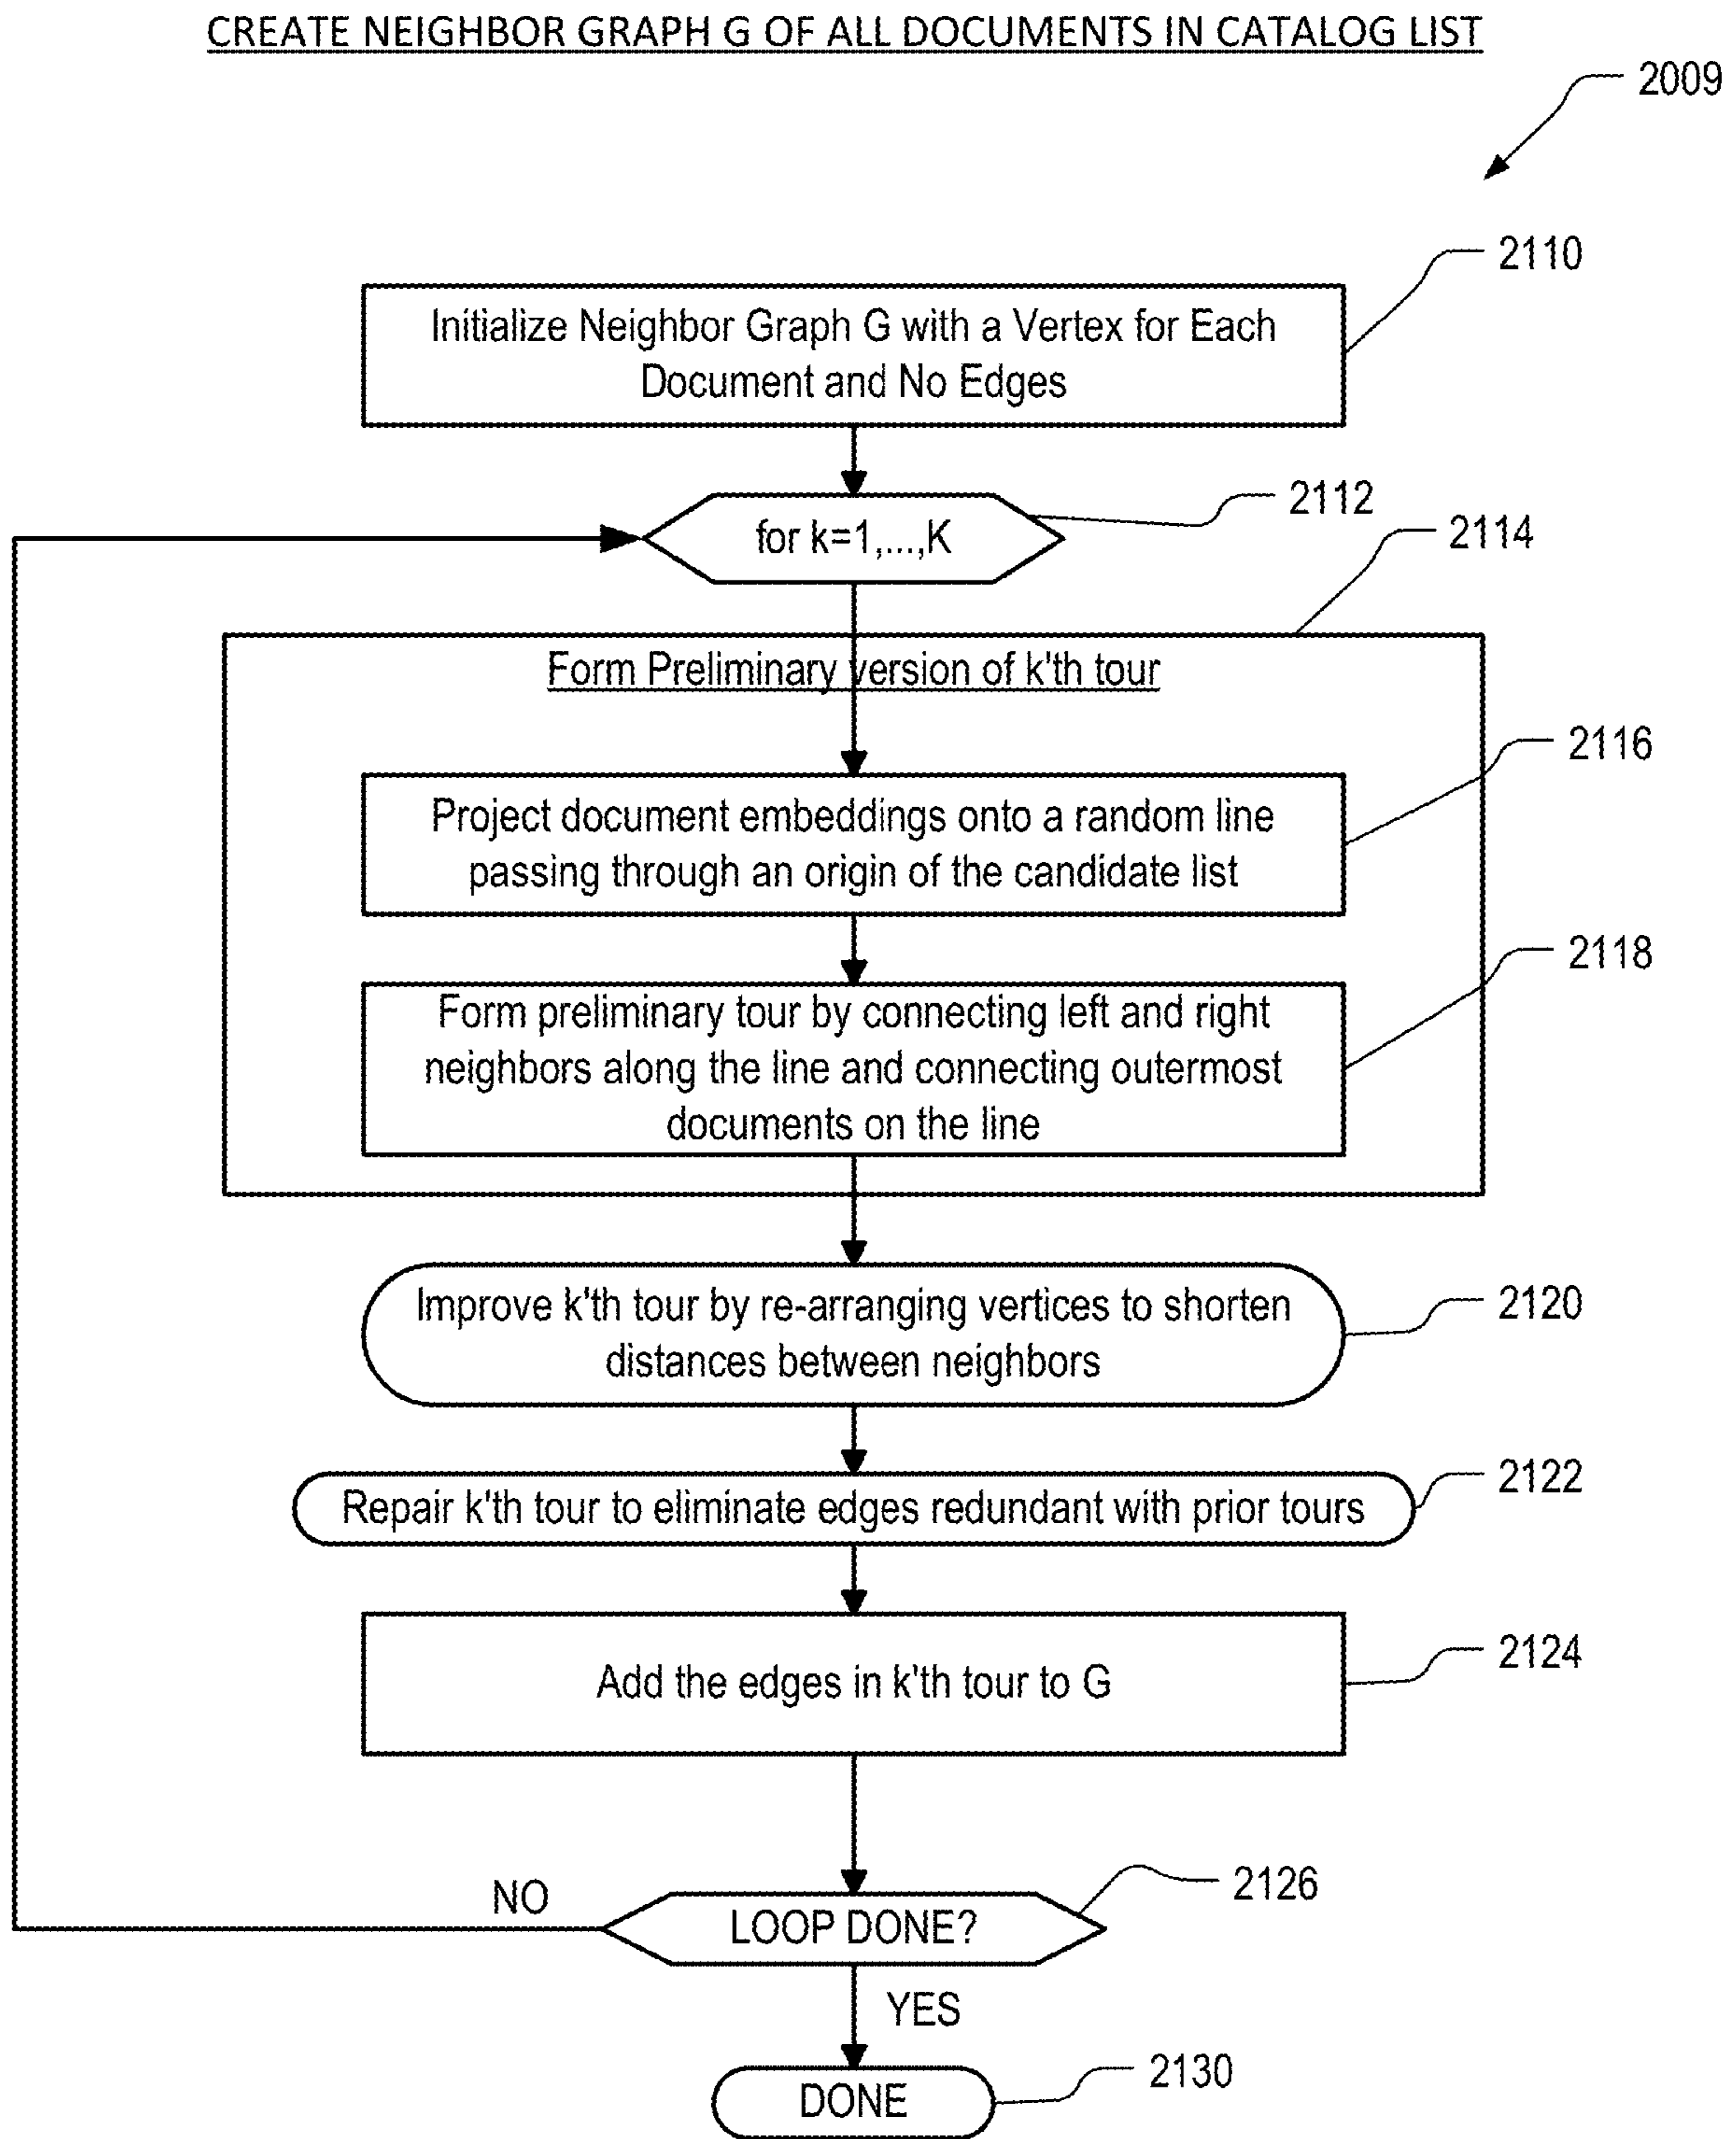 CREATE NEIGHBOR GRAPH G OF ALL DOCUMENTS IN CATALOG LIST
2009
2110
Initialize Neighbor Graph G with a Vertex for Each
Document and No Edges
2112
for k=1,...,K
2114
Form Preliminary version of k'th tour
2116
Project document embeddings onto a random line
passing through an origin of the candidate list
2118
Form preliminary tour by connecting left and right
neighbors along the line and connecting outermost
documents on the line
2120
Improve k'th tour by re-arranging vertices to shorten
distances between neighbors
2122
Repair k'th tour to eliminate edges redundant with prior tours
2124
Add the edges in k'th tour to G
2126
NO
LOOP DONE?
YES
2130
DONE